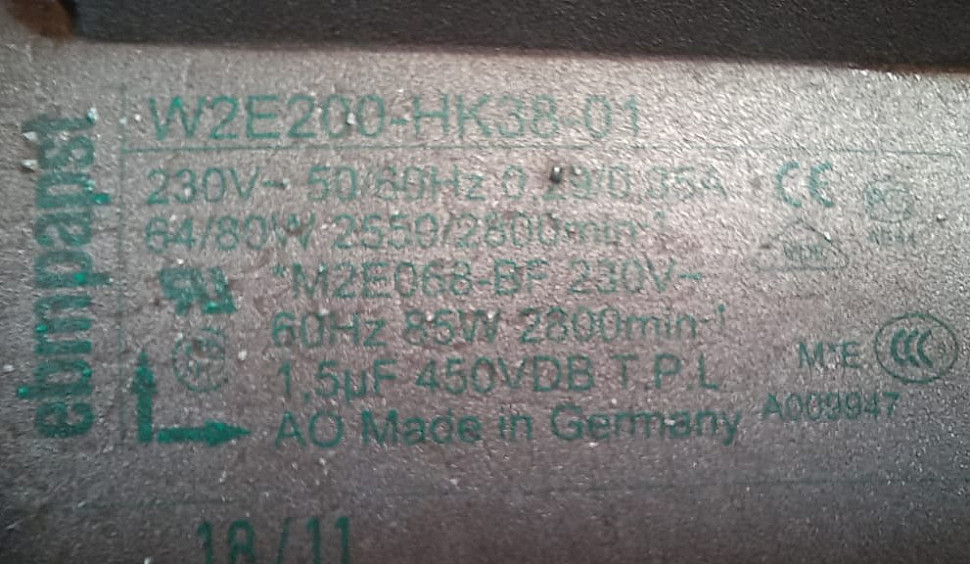 ebmpapst
W2E200-HK38-01
230V~ 50/60Hz 0,29/0,35A
64/80W 2550/2800min-1
*M2E068-BF 230V~
60Hz 85W 2800min-1
1,5µF 450VDB T.P.L
M*E CCC
A009947
AO Made in Germany
18/11